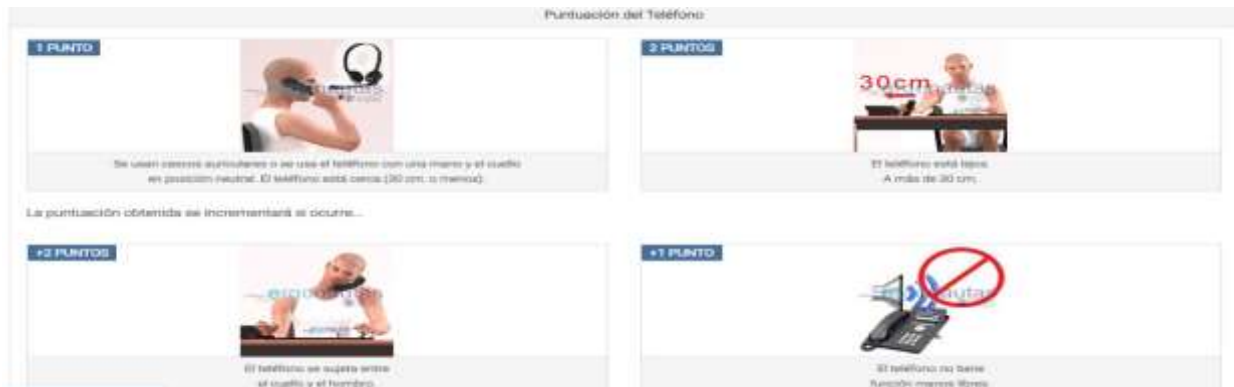 Puntuación del Teléfono
1 PUNTO
30cm
2 PUNTOS
Se usan cascos auriculares o se usa el teléfono con una mano y el cuello
en posición neutral. El teléfono está cerca (30 cm. o menos).
El teléfono está lejos.
A más de 30 cm.
La puntuación obtenida se incrementará si ocurre...
+2 PUNTOS
+1 PUNTO
El teléfono se sujeta entre
el cuello y el hombro.
El teléfono no tiene
función manos libres